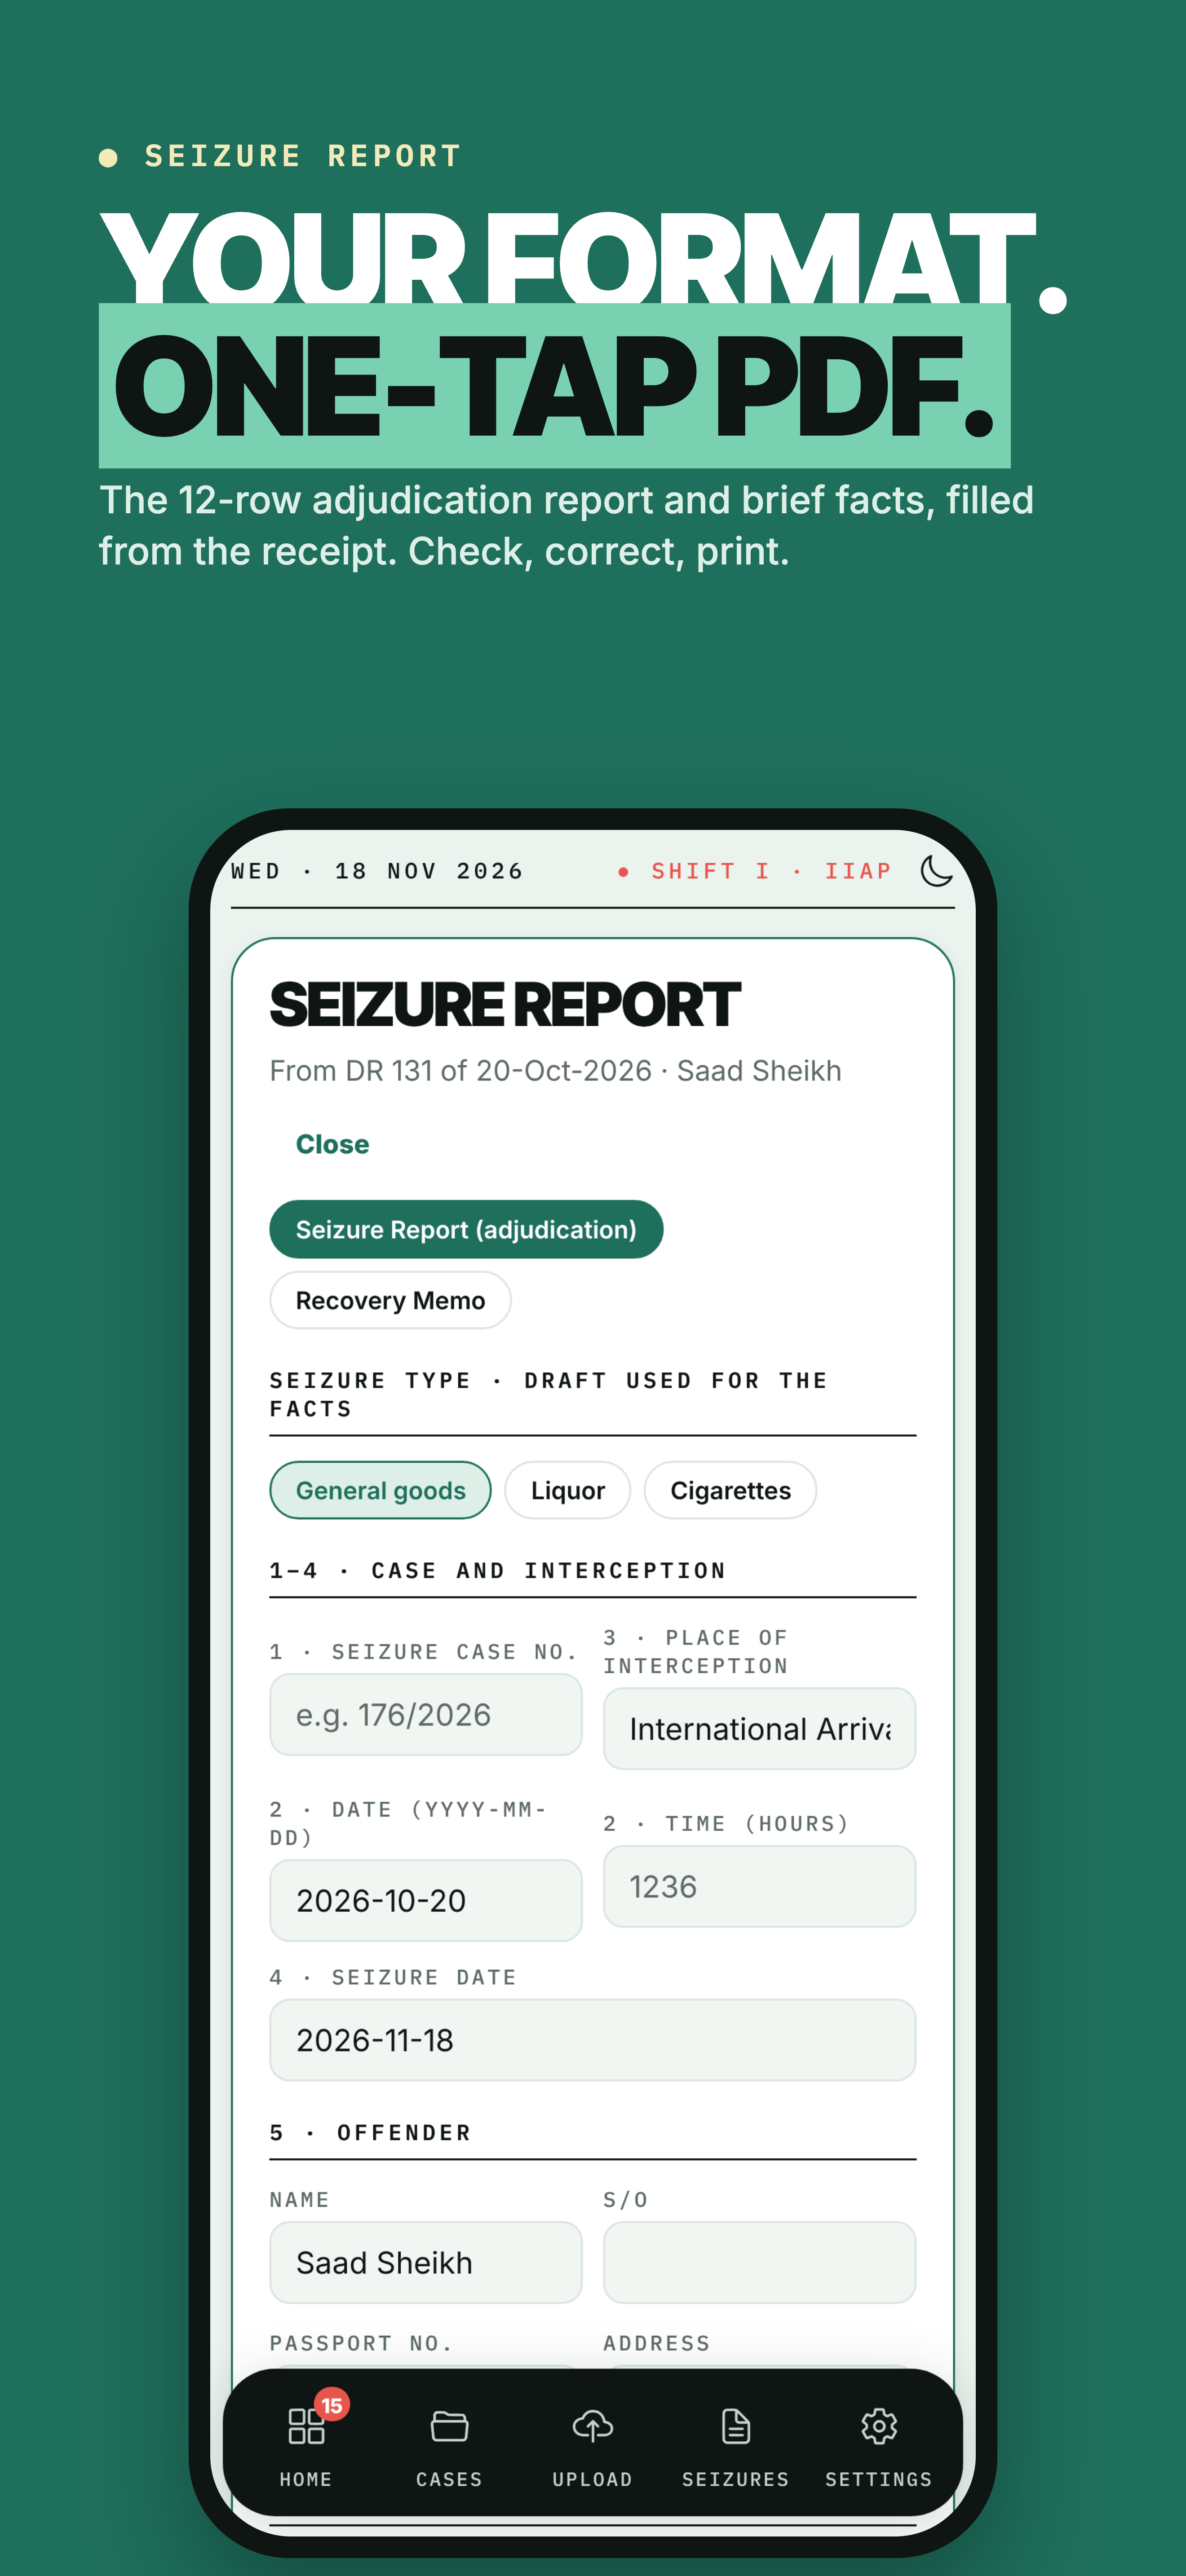 SEIZURE REPORT
YOUR FORMAT.
ONE-TAP PDF.
The 12-row adjudication report and brief facts, filled
from the receipt. Check, correct, print.
WED · 18 NOV 2026
● SHIFT I · IIAP
SEIZURE REPORT
From DR 131 of 20-Oct-2026 · Saad Sheikh
Close
Seizure Report (adjudication)
Recovery Memo
SEIZURE TYPE · DRAFT USED FOR THE
FACTS
General goods
Liquor
Cigarettes
1–4 · CASE AND INTERCEPTION
1 · SEIZURE CASE NO.
e.g. 176/2026
3 · PLACE OF
INTERCEPTION
International Arriva
2 · DATE (YYYY-MM-
DD)
2026-10-20
2 · TIME (HOURS)
1236
4 · SEIZURE DATE
2026-11-18
5 · OFFENDER
NAME
Saad Sheikh
S/O
PASSPORT NO.
ADDRESS
15
HOME
CASES
UPLOAD
SEIZURES
SETTINGS